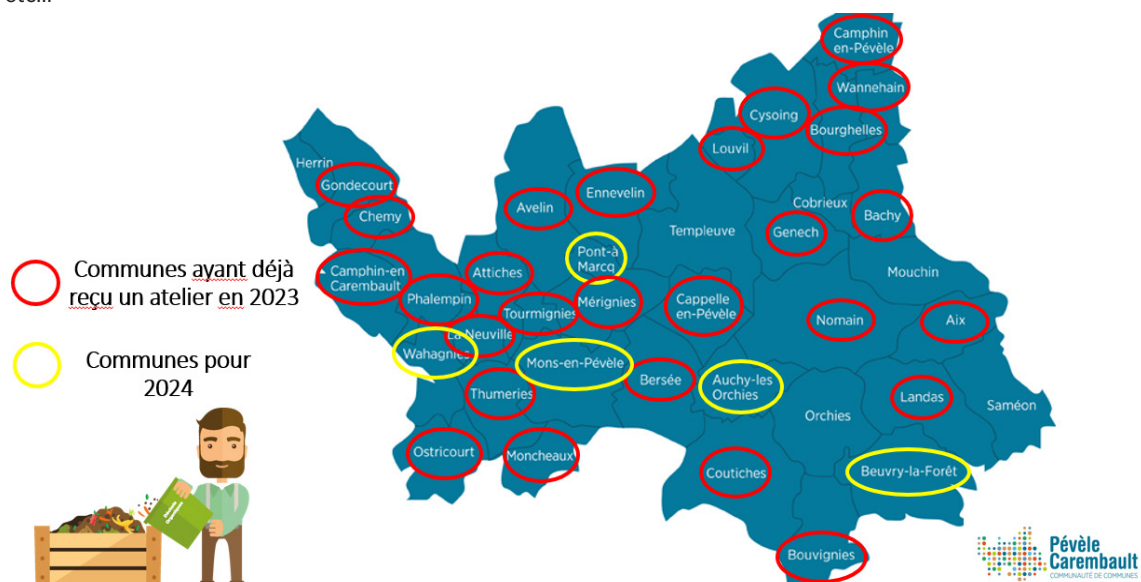 etc...
Camphin
en-Pévèle
Wannehain
Cysoing
Bourghelles
Louvil
Herrin
Gondecourt
Ennevelin
Cobrieux
Chemy
Avelin
Bachy
Templeuve
Genech
Pont-à
Marcq
Communes ayant déjà
reçu un atelier en 2023
Camphin-en
Carembault
Attiches
Mouchin
Phalempin
Mérignies
Cappelle
en-Pévèle
Tourmignies
Nomain
Aix
La Neuville
Communes pour
2024
Wahagnies
Mons-en-Pévèle
Bersée
Auchy-les
Orchies
Thumeries
Landas
Orchies
Saméon
Ostricourt
Moncheaux
Coutiches
Beuvry-la-Forêt
Bouvignies
Pévèle
Carembault
COMMUNAUTÉ DE COMMUNES